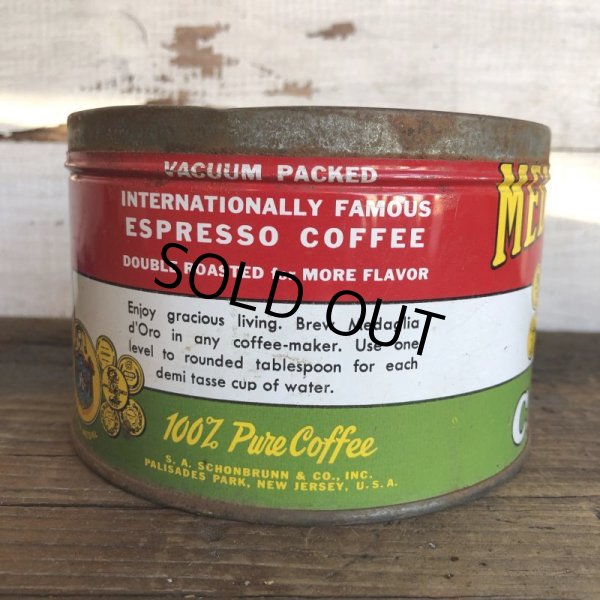 VACUUM PACKED
INTERNATIONALLY FAMOUS
ESPRESSO COFFEE
DOUBLE ROASTED for MORE FLAVOR
SOLD OUT
Enjoy gracious living. Brew Medaglia
d'Oro in any coffee-maker. Use one
level to rounded tablespoon for each
demi tasse cup of water.
100% Pure Coffee
S. A. SCHONBRUNN & CO., INC.
PALISADES PARK, NEW JERSEY, U.S.A.